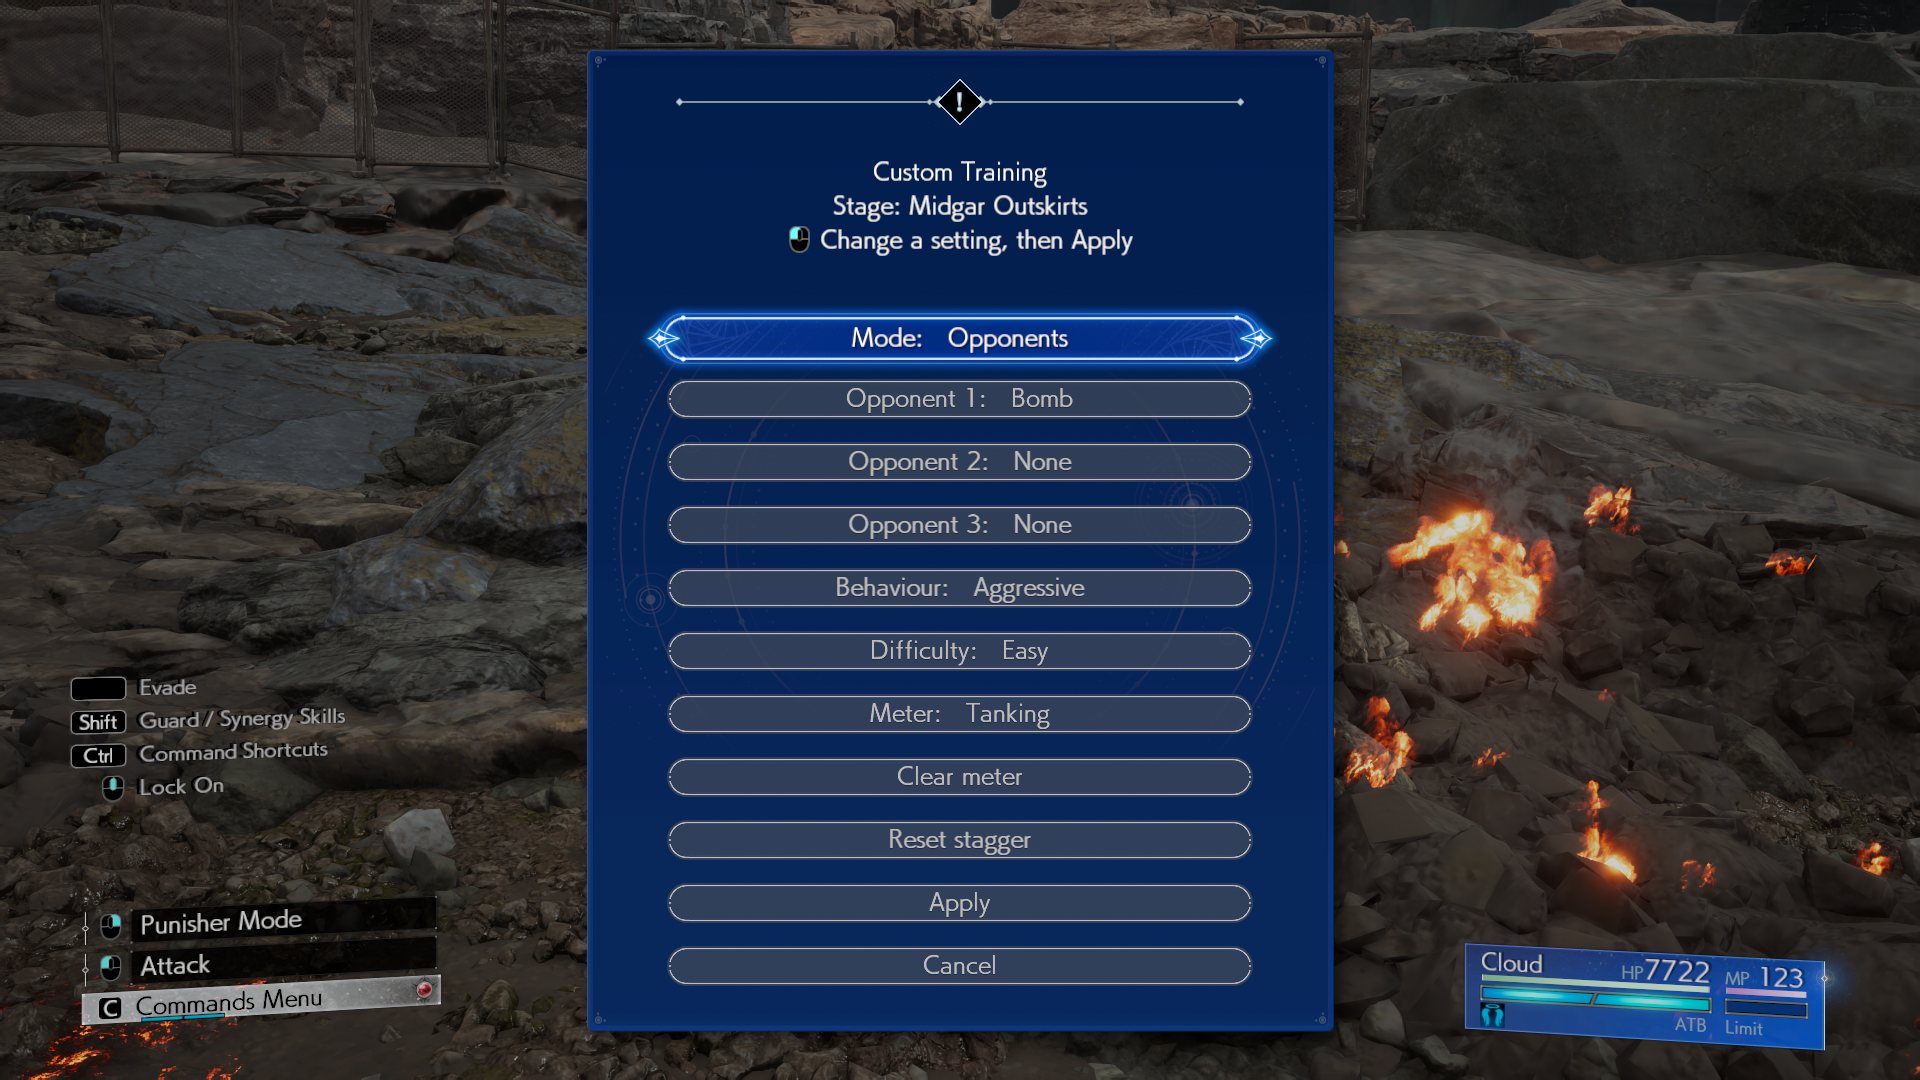 !
Custom Training
Stage: Midgar Outskirts
Change a setting, then Apply
Mode: Opponents
Opponent 1: Bomb
Opponent 2: None
Opponent 3: None
Behaviour: Aggressive
Difficulty: Easy
Meter: Tanking
Clear meter
Reset stagger
Apply
Cancel
Evade
Shift Guard / Synergy Skills
Ctrl Command Shortcuts
Lock On
Punisher Mode
Attack
C Commands Menu
Cloud HP 7722 MP 123
ATB Limit